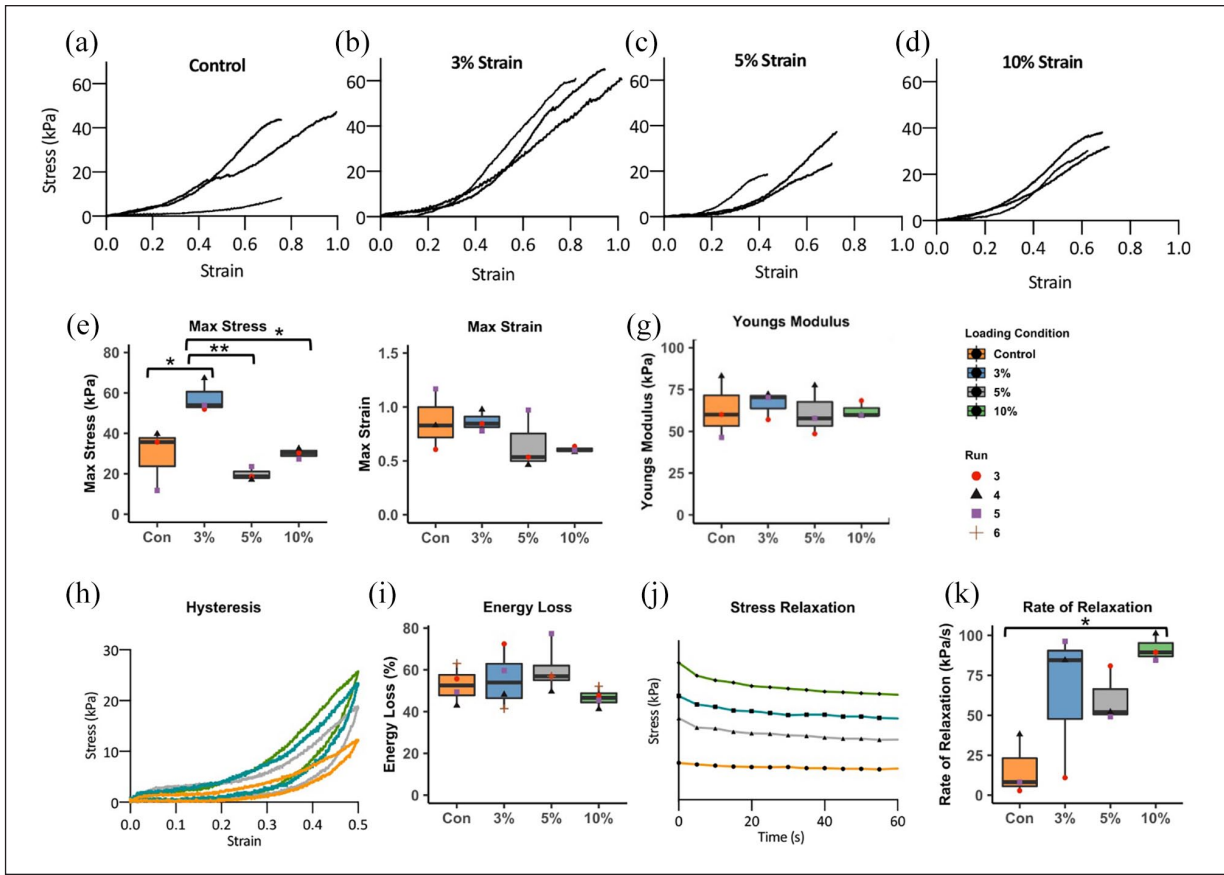 (a) (b) (c) (d)
Control 3% Strain 5% Strain 10% Strain
Stress (kPa)
60 60 60 60
40 40 40 40
20 20 20 20
0 0 0 0
0.0 0.2 0.4 0.6 0.8 1.0 0.0 0.2 0.4 0.6 0.8 1.0 0.0 0.2 0.4 0.6 0.8 1.0 0.0 0.2 0.4 0.6 0.8 1.0
Strain Strain Strain Strain
(e)
Max Stress
* ** *
Max Stress (kPa)
80
60
40
20
0
Con 3% 5% 10%
Max Strain
Max Strain
1.5
1.0
0.5
0.0
Con 3% 5% 10%
(g)
Youngs Modulus
Youngs Modulus (kPa)
100
75
50
25
0
Con 3% 5% 10%
Loading Condition
Control
3%
5%
10%
Run
3
4
5
6
(h)
Hysteresis
Stress (kPa)
30
20
10
0
0.0 0.1 0.2 0.3 0.4 0.5
Strain
(i)
Energy Loss
Energy Loss (%)
80
60
40
20
0
Con 3% 5% 10%
(j)
Stress Relaxation
Stress (kPa)
0 20 40 60
Time (s)
(k)
Rate of Relaxation
*
Rate of Relaxation (kPa/s)
100
75
50
25
0
Con 3% 5% 10%